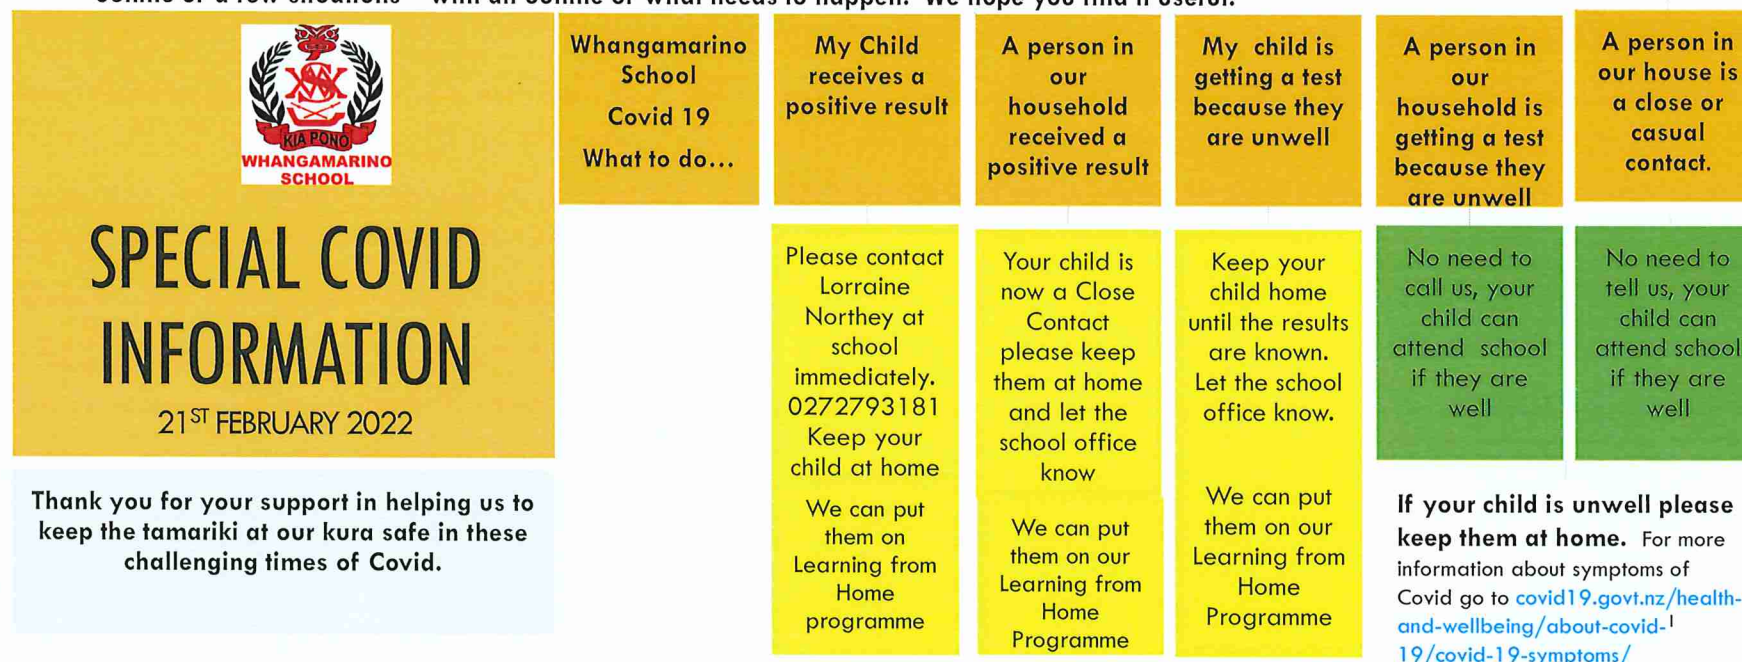 KIA PONO
WHANGAMARINO
SCHOOL
SPECIAL COVID
INFORMATION
21ST FEBRUARY 2022
Thank you for your support in helping us to
keep the tamariki at our kura safe in these
challenging times of Covid.
Whangamarino
School
Covid 19
What to do...
My Child
receives a
positive result
Please contact
Lorraine
Northey at
school
immediately.
0272793181
Keep your
child at home
We can put
them on
Learning from
Home
programme
A person in
our
household
received a
positive result
Your child is
now a Close
Contact
please keep
them at home
and let the
school office
know
We can put
them on our
Learning from
Home
Programme
My child is
getting a test
because they
are unwell
Keep your
child home
until the results
are known.
Let the school
office know.
We can put
them on our
Learning from
Home
Programme
A person in
our
household is
getting a test
because they
are unwell
No need to
call us, your
child can
attend school
if they are
well
A person in
our house is
a close or
casual
contact.
No need to
tell us, your
child can
attend school
if they are
well
If your child is unwell please
keep them at home. For more
information about symptoms of
Covid go to covid19.govt.nz/health-
and-wellbeing/about-covid-
19/covid-19-symptoms/